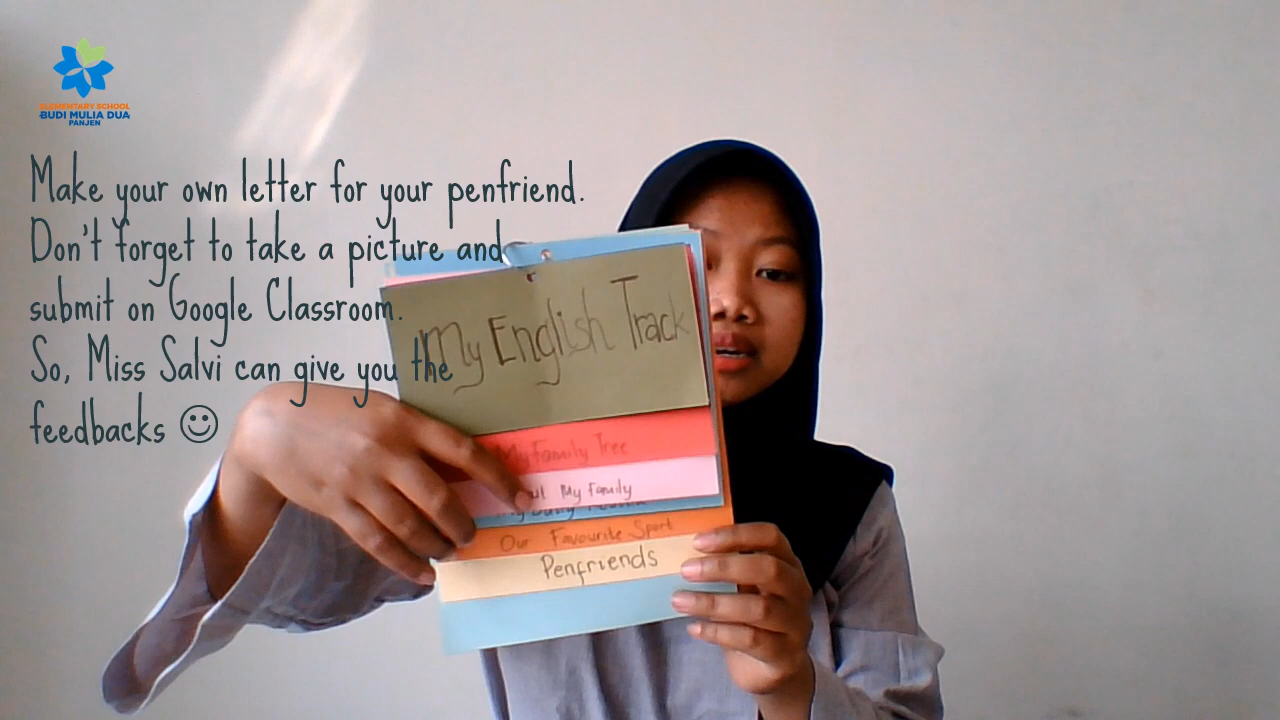 ELEMENTARY SCHOOL
BUDI MULIA DUA
PANJEN
Make your own letter for your penfriend.
Don't forget to take a picture and
submit on Google Classroom.
So, Miss Salvi can give you the
feedbacks
My English Track
My Family Tree
My Family
My Daily
Our Favourite Sport
Penfriends